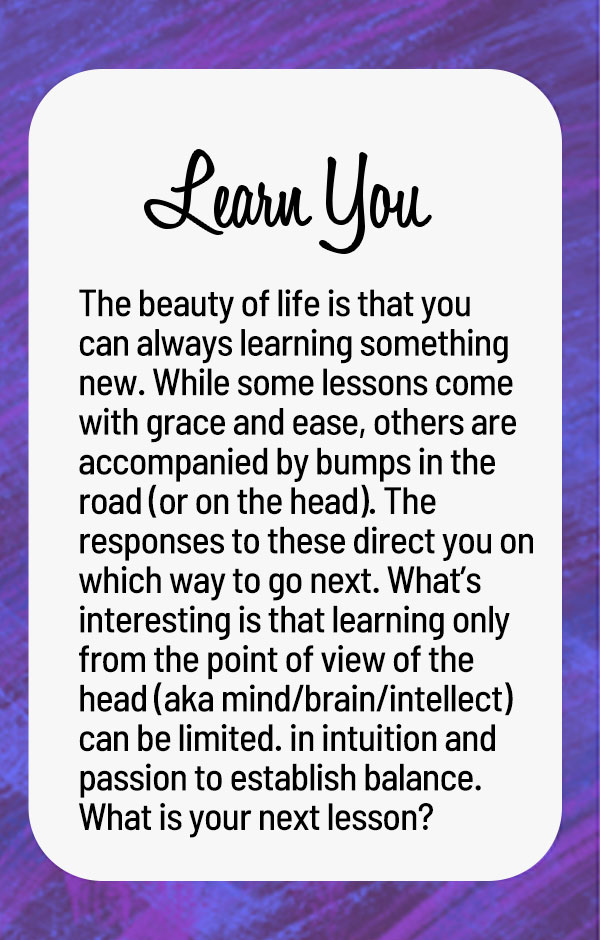 Learn You
The beauty of life is that you
can always learning something
new. While some lessons come
with grace and ease, others are
accompanied by bumps in the
road (or on the head). The
responses to these direct you on
which way to go next. What's
interesting is that learning only
from the point of view of the
head (aka mind/brain/intellect)
can be limited. in intuition and
passion to establish balance.
What is your next lesson?